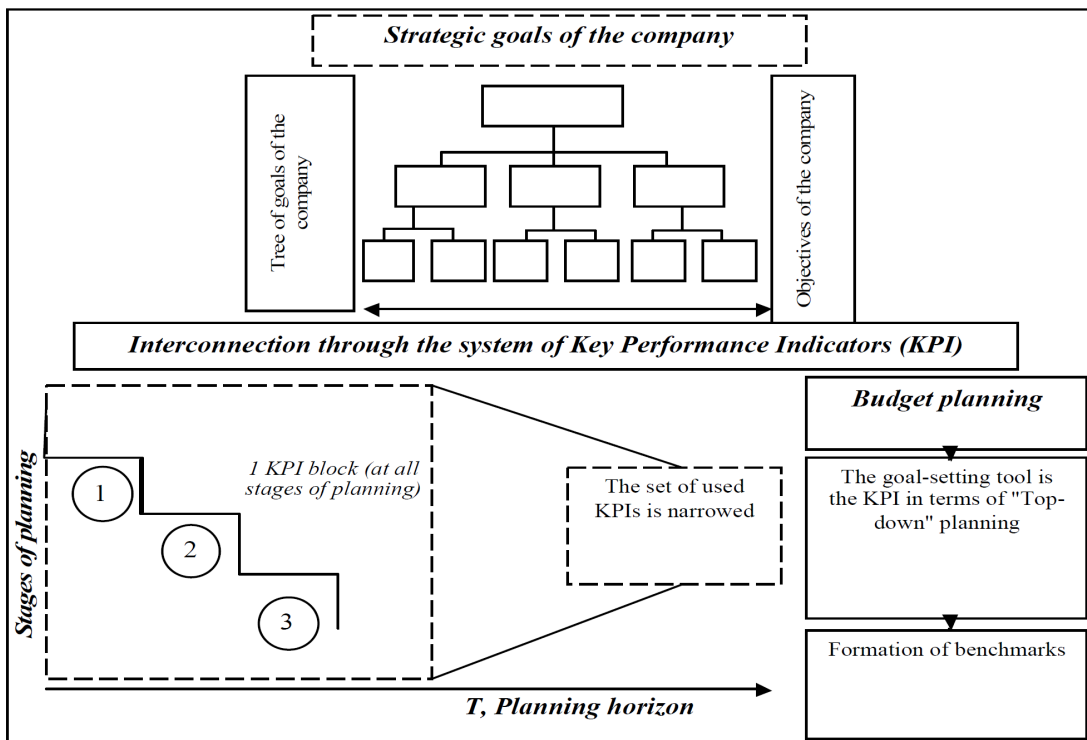 Strategic goals of the company
Tree of goals of the
company
Objectives of the company
Interconnection through the system of Key Performance Indicators (KPI)
Stages of planning
1 KPI block (at all
stages of planning)
1
2
3
The set of used
KPIs is narrowed
T, Planning horizon
Budget planning
The goal-setting tool is
the KPI in terms of "Top-
down" planning
Formation of benchmarks